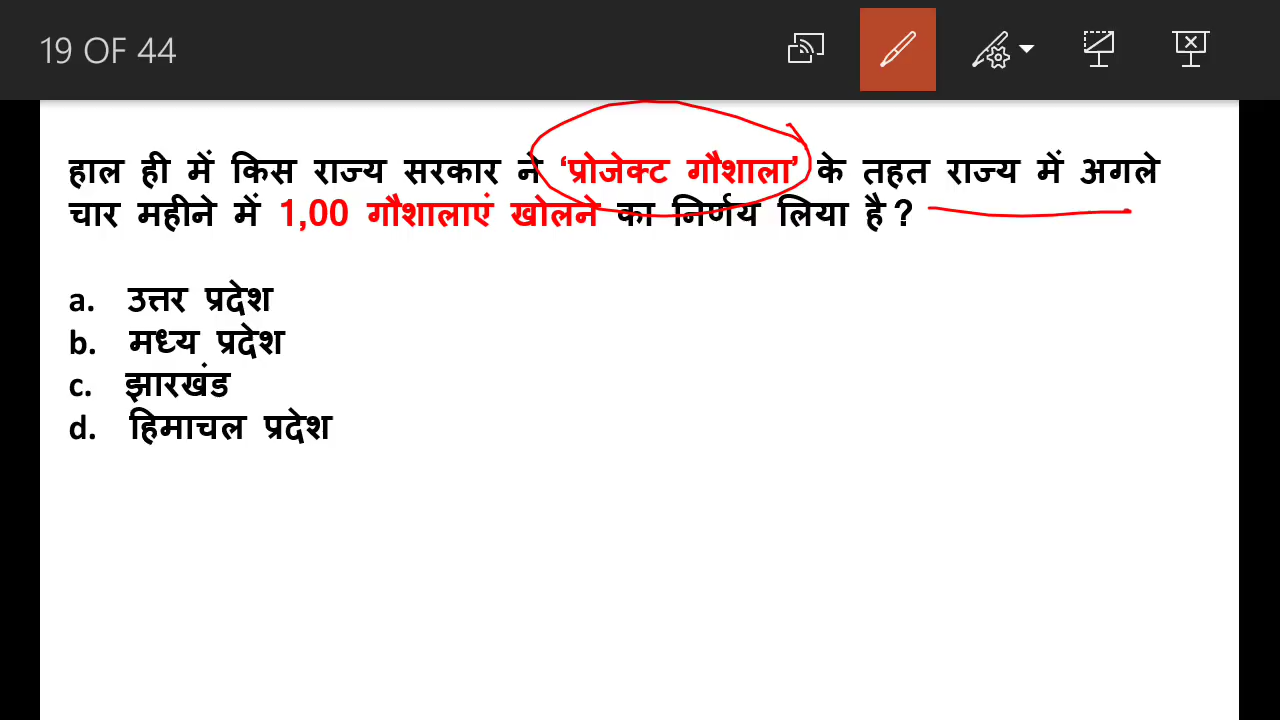 19 OF 44
हाल ही में किस राज्य सरकार ने ‘प्रोजेक्ट गौशाला’ के तहत राज्य में अगले
चार महीने में 1,00 गौशालाएं खोलने का निर्णय लिया है ?
a. उत्तर प्रदेश
b. मध्य प्रदेश
c. झारखंड
d. हिमाचल प्रदेश